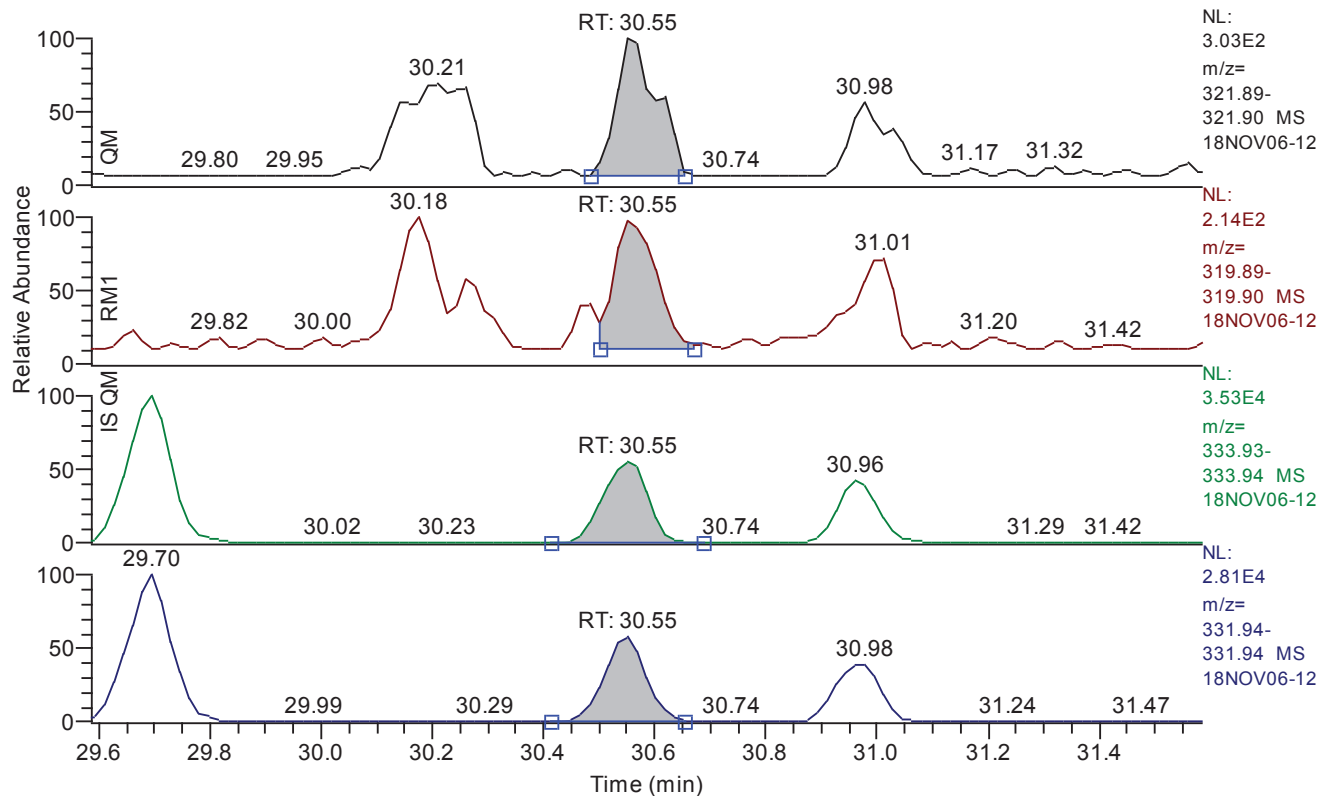 RT: 30.55
NL:
3.03E2
m/z=
321.89-
321.90 MS
18NOV06-12
100
50
0
QM
30.21
30.98
29.80
29.95
30.74
31.17
31.32
RT: 30.55
NL:
2.14E2
m/z=
319.89-
319.90 MS
18NOV06-12
100
50
0
RM1
30.18
31.01
29.82
30.00
31.20
31.42
Relative Abundance
NL:
3.53E4
m/z=
333.93-
333.94 MS
18NOV06-12
100
50
0
IS QM
RT: 30.55
30.96
30.02
30.23
30.74
31.29
31.42
NL:
2.81E4
m/z=
331.94-
331.94 MS
18NOV06-12
100
50
0
29.70
RT: 30.55
30.98
29.99
30.29
30.74
31.24
31.47
29.6 29.8 30.0 30.2 30.4 30.6 30.8 31.0 31.2 31.4
Time (min)